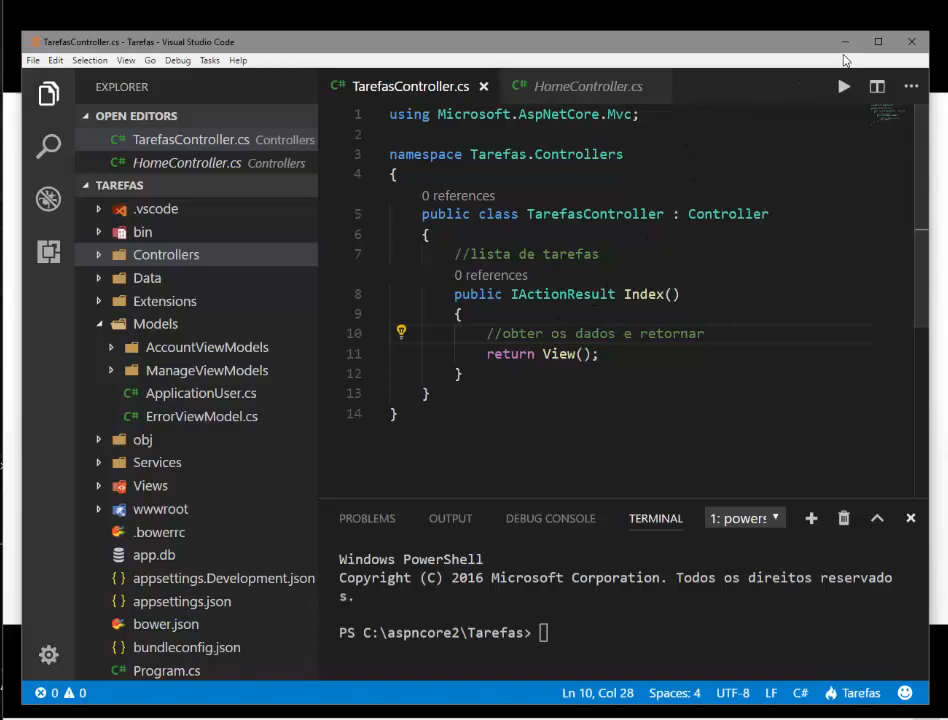 TarefasController.cs - Tarefas - Visual Studio Code
File Edit Selection View Go Debug Tasks Help
EXPLORER
OPEN EDITORS
TarefasController.cs Controllers
HomeController.cs Controllers
TAREFAS
.vscode
bin
Controllers
Data
Extensions
Models
AccountViewModels
ManageViewModels
C# ApplicationUser.cs
C# ErrorViewModel.cs
obj
Services
Views
wwwroot
.bowerrc
app.db
{ } appsettings.Development.json
{ } appsettings.json
bower.json
{ } bundleconfig.json
C# Program.cs
C# TarefasController.cs
C# HomeController.cs
1 using Microsoft.AspNetCore.Mvc;
2
3 namespace Tarefas.Controllers
4 {
0 references
5 public class TarefasController : Controller
6 {
7 //lista de tarefas
0 references
8 public IActionResult Index()
9 {
10 //obter os dados e retornar
11 return View();
12 }
13 }
14 }
PROBLEMS OUTPUT DEBUG CONSOLE TERMINAL 1: powers
Windows PowerShell
Copyright (C) 2016 Microsoft Corporation. Todos os direitos reservado
s.
PS C:\aspncore2\Tarefas>
0 0 Ln 10, Col 28 Spaces: 4 UTF-8 LF C# Tarefas